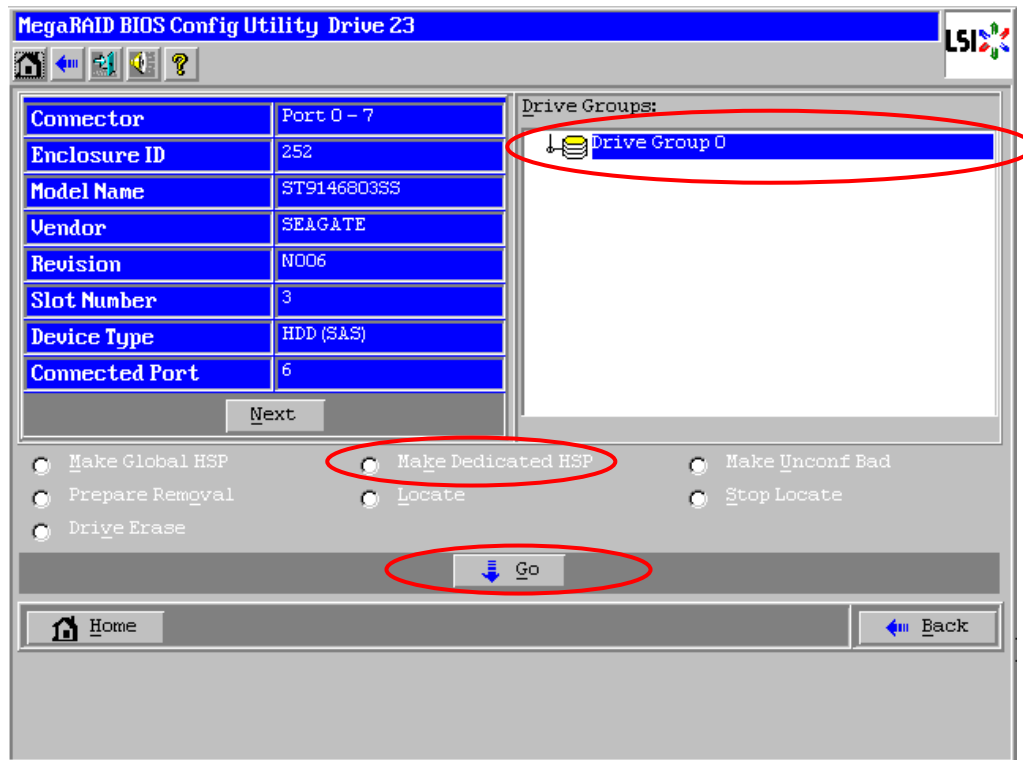 MegaRAID BIOS Config Utility Drive 23
LSI
?
Connector Port 0 - 7
Enclosure ID 252
Model Name ST9146803SS
Vendor SEAGATE
Revision N006
Slot Number 3
Device Type HDD (SAS)
Connected Port 6
Next
Drive Groups:
Drive Group 0
Make Global HSP Make Dedicated HSP Make Unconf Bad
Prepare Removal Locate Stop Locate
Drive Erase
Go
Home Back